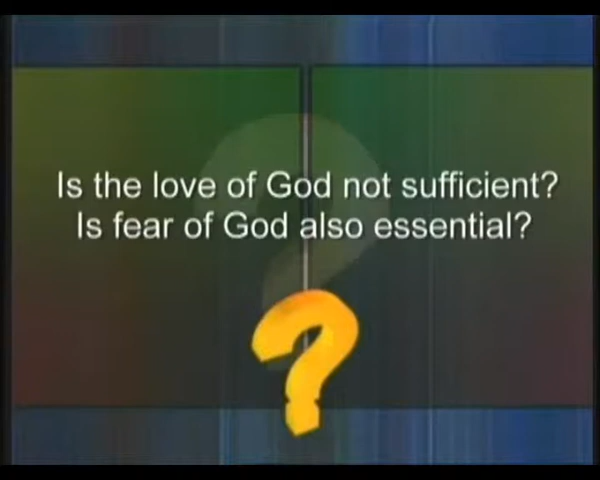 Is the love of God not sufficient?
Is fear of God also essential?
?